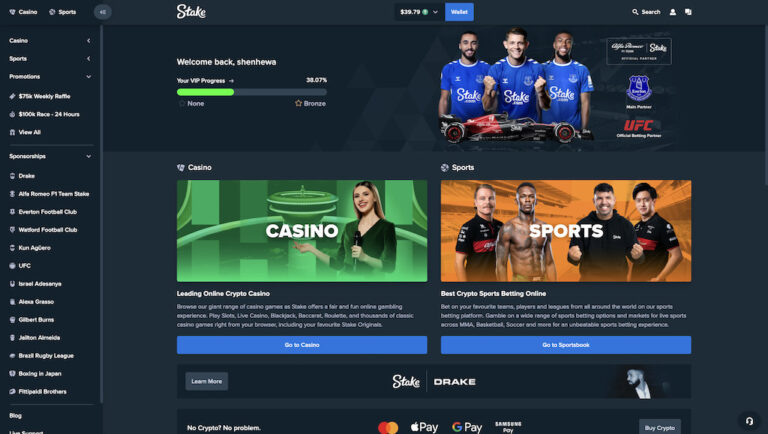 Casino
Sports
Stake
$39.79
Wallet
Search
Casino
Sports
Promotions
$75k Weekly Raffle
$100k Race - 24 Hours
View All
Sponsorships
Drake
Alfa Romeo F1 Team Stake
Everton Football Club
Watford Football Club
Kun Agüero
UFC
Israel Adesanya
Alexa Grasso
Gilbert Burns
Jailton Almeida
Brazil Rugby League
Boxing in Japan
Fittipaldi Brothers
Blog
Live Support
Welcome back, shenhewa
Your VIP Progress → 38.07%
None
Bronze
Stake
Stake
Stake
Alfa Romeo
F1 TEAM
Stake
OFFICIAL PARTNER
Everton
Main Partner
UFC
Official Betting Partner
Casino
CASINO
Leading Online Crypto Casino
Browse our giant range of casino games as Stake offers a fair and fun online gambling
experience. Play Slots, Live Casino, Blackjack, Baccarat, Roulette, and thousands of classic
casino games right from your browser, including your favourite Stake Originals.
Go to Casino
Sports
SPORTS
Best Crypto Sports Betting Online
Bet on your favourite teams, players and leagues from all around the world on our sports
betting platform. Gamble on a wide range of sports betting options and markets for live sports
across MMA, Basketball, Soccer and more for an unbeatable sports betting experience.
Go to Sportsbook
Learn More
Stake
DRAKE
No Crypto? No problem.
mastercard
Pay
G Pay
SAMSUNG
Pay
Buy Crypto